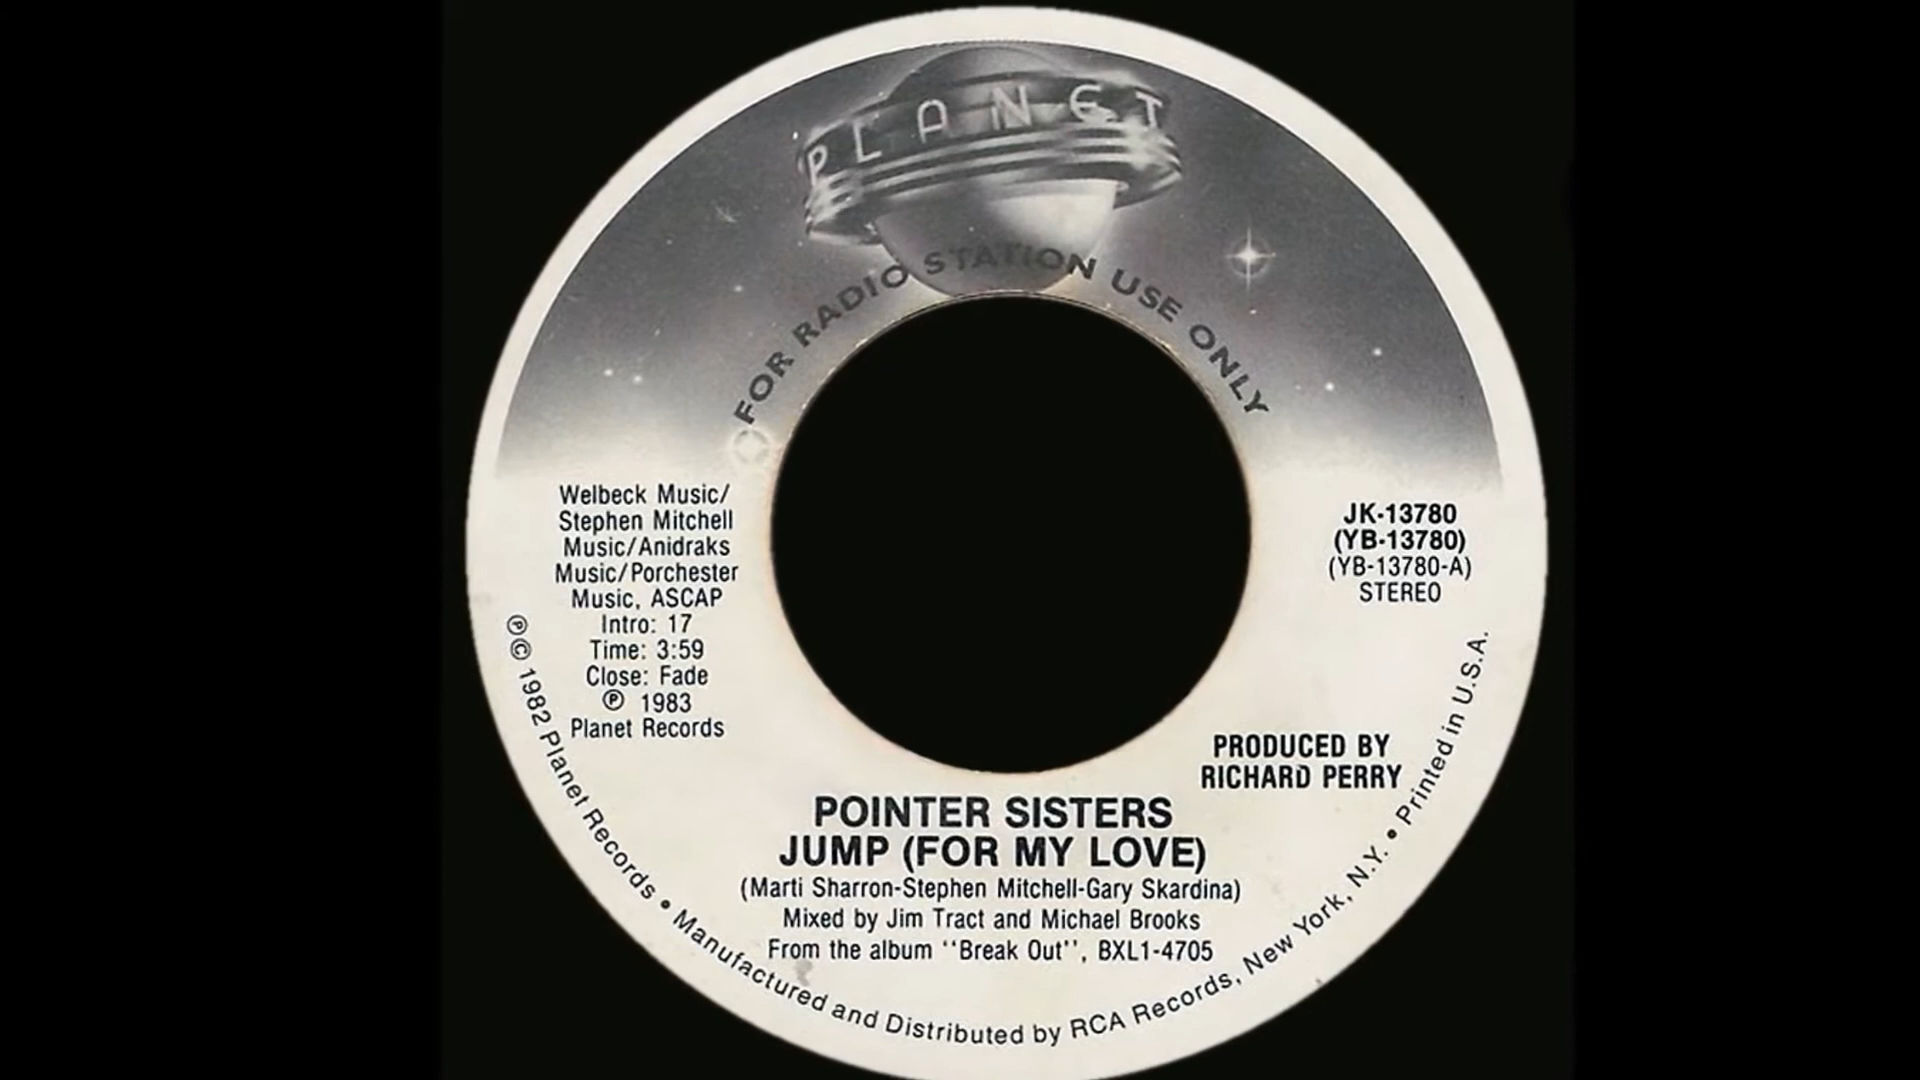 PLANET
FOR RADIO STATION USE ONLY
Welbeck Music/
Stephen Mitchell
Music/Anidraks
Music/Porchester
Music, ASCAP
Intro: 17
Time: 3:59
Close: Fade
℗ 1983
Planet Records
JK-13780
(YB-13780)
(YB-13780-A)
STEREO
PRODUCED BY
RICHARD PERRY
POINTER SISTERS
JUMP (FOR MY LOVE)
(Marti Sharron-Stephen Mitchell-Gary Skardina)
Mixed by Jim Tract and Michael Brooks
From the album ‘‘Break Out’’, BXL1-4705
℗ © 1982 Planet Records • Manufactured and Distributed by RCA Records, New York, N.Y. • Printed in U.S.A.